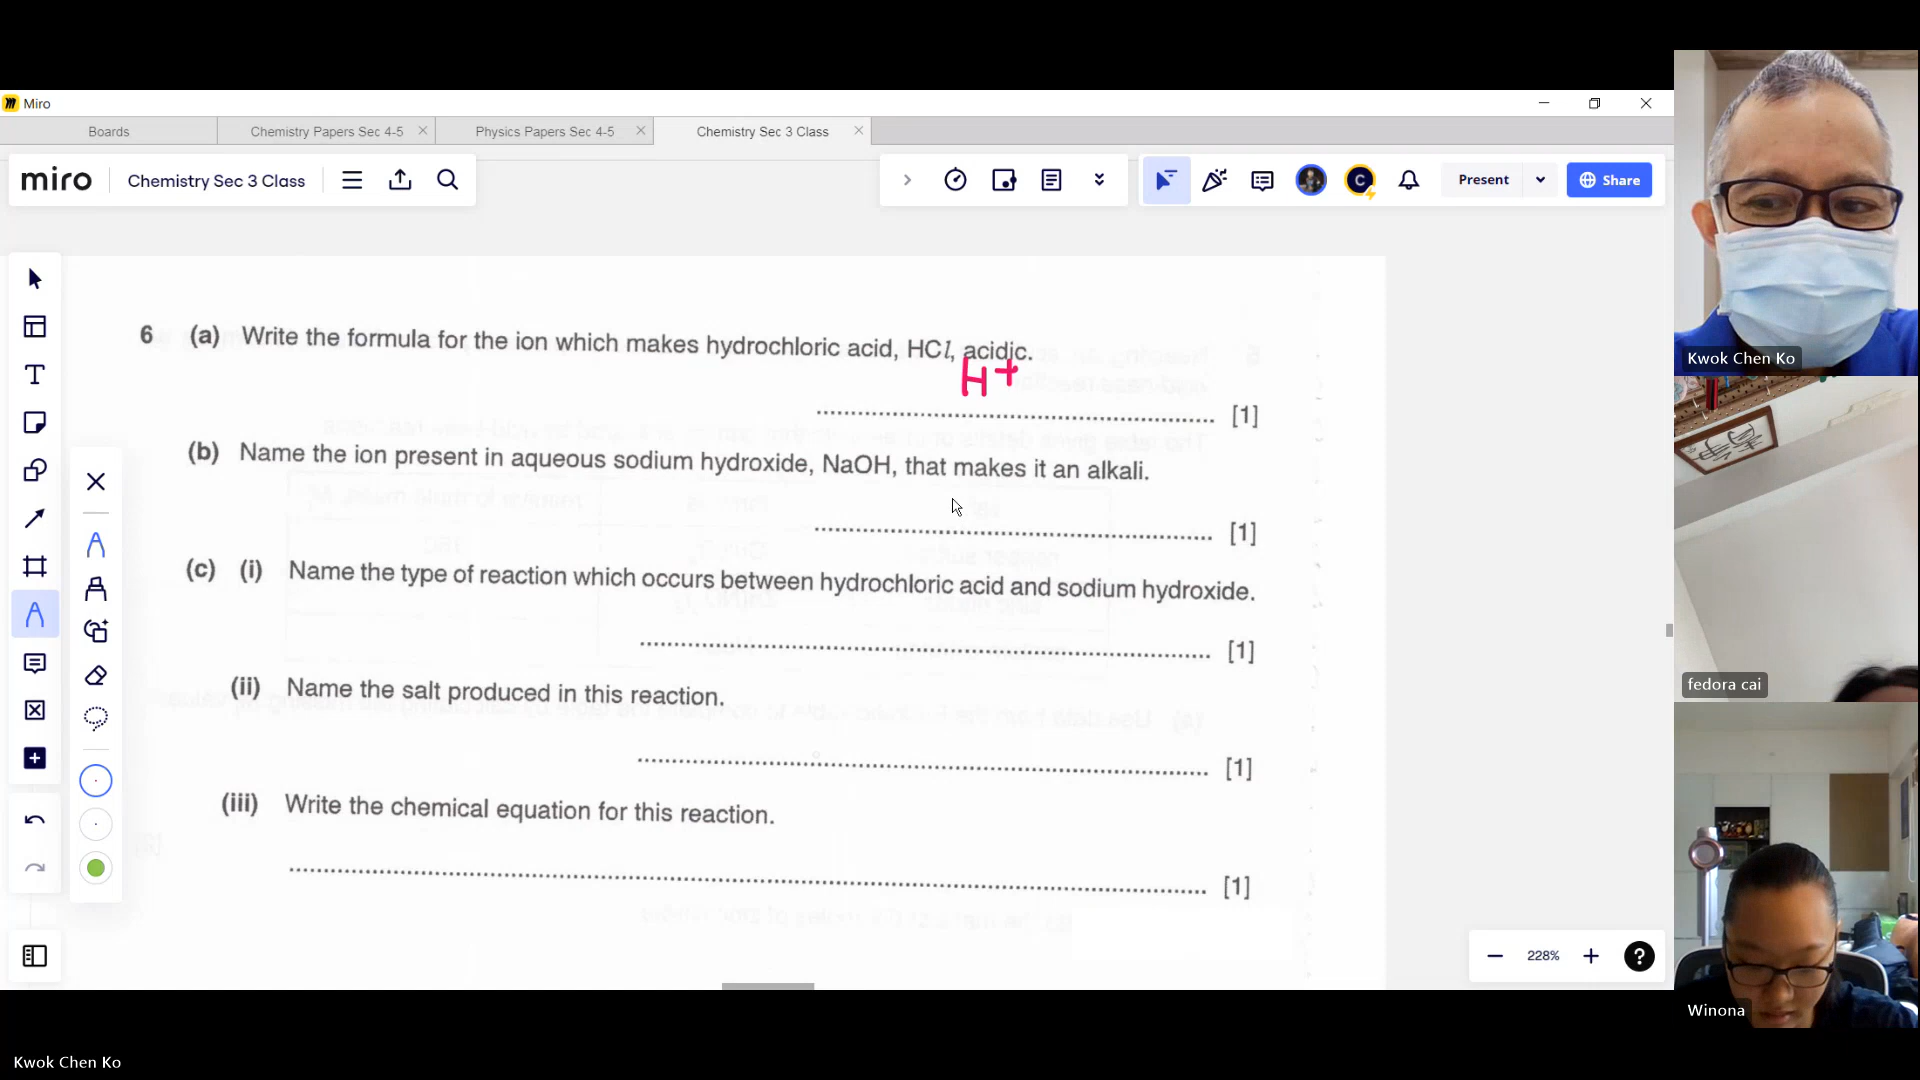 Miro
Boards
Chemistry Papers Sec 4-5
Physics Papers Sec 4-5
Chemistry Sec 3 Class
miro
Chemistry Sec 3 Class
C
Present
Share
6 (a) Write the formula for the ion which makes hydrochloric acid, HCl, acidic.
H+
[1]
(b) Name the ion present in aqueous sodium hydroxide, NaOH, that makes it an alkali.
[1]
(c) (i) Name the type of reaction which occurs between hydrochloric acid and sodium hydroxide.
[1]
(ii) Name the salt produced in this reaction.
[1]
(iii) Write the chemical equation for this reaction.
[1]
228%
?
Kwok Chen Ko
fedora cai
Winona
Kwok Chen Ko